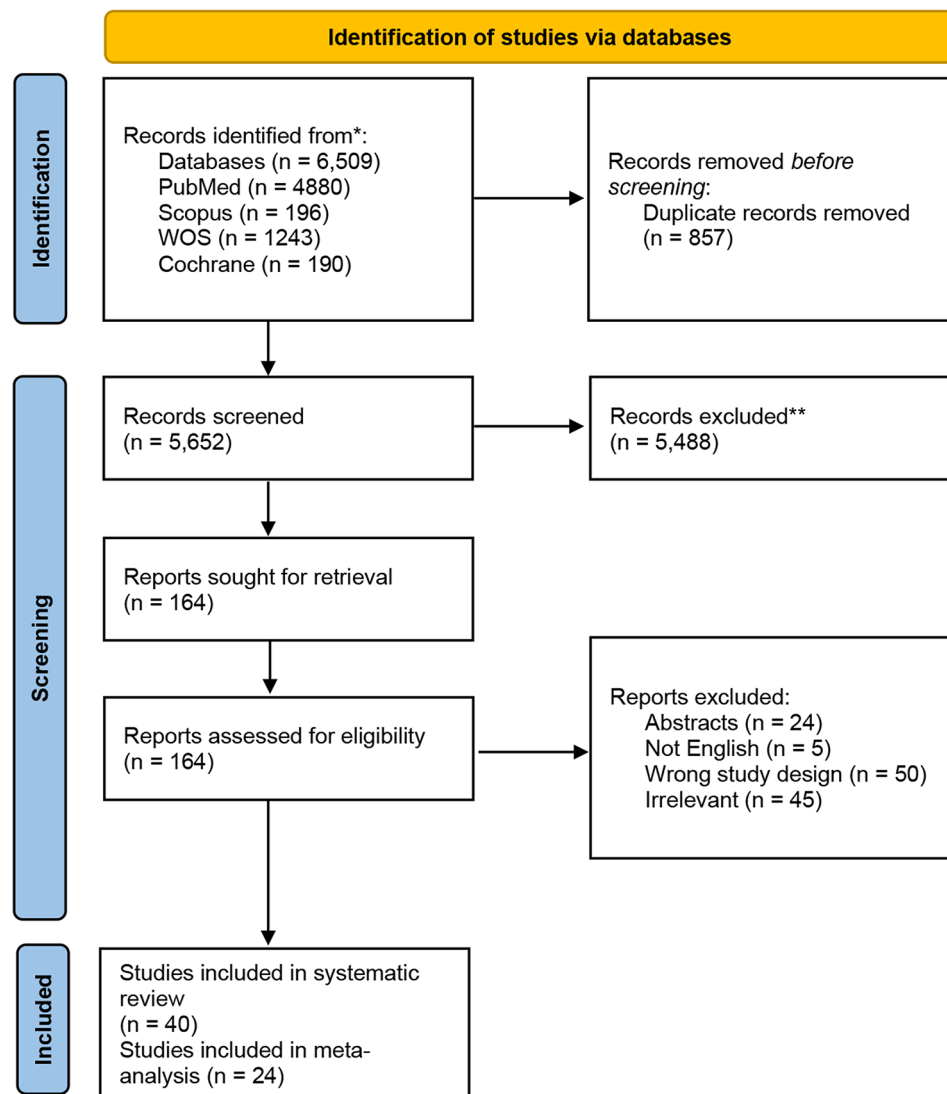 Identification of studies via databases
Identification
Records identified from*:
Databases (n = 6,509)
PubMed (n = 4880)
Scopus (n = 196)
WOS (n = 1243)
Cochrane (n = 190)
Records removed before
screening:
Duplicate records removed
(n = 857)
Screening
Records screened
(n = 5,652)
Records excluded**
(n = 5,488)
Reports sought for retrieval
(n = 164)
Reports assessed for eligibility
(n = 164)
Reports excluded:
Abstracts (n = 24)
Not English (n = 5)
Wrong study design (n = 50)
Irrelevant (n = 45)
Included
Studies included in systematic
review
(n = 40)
Studies included in meta-
analysis (n = 24)